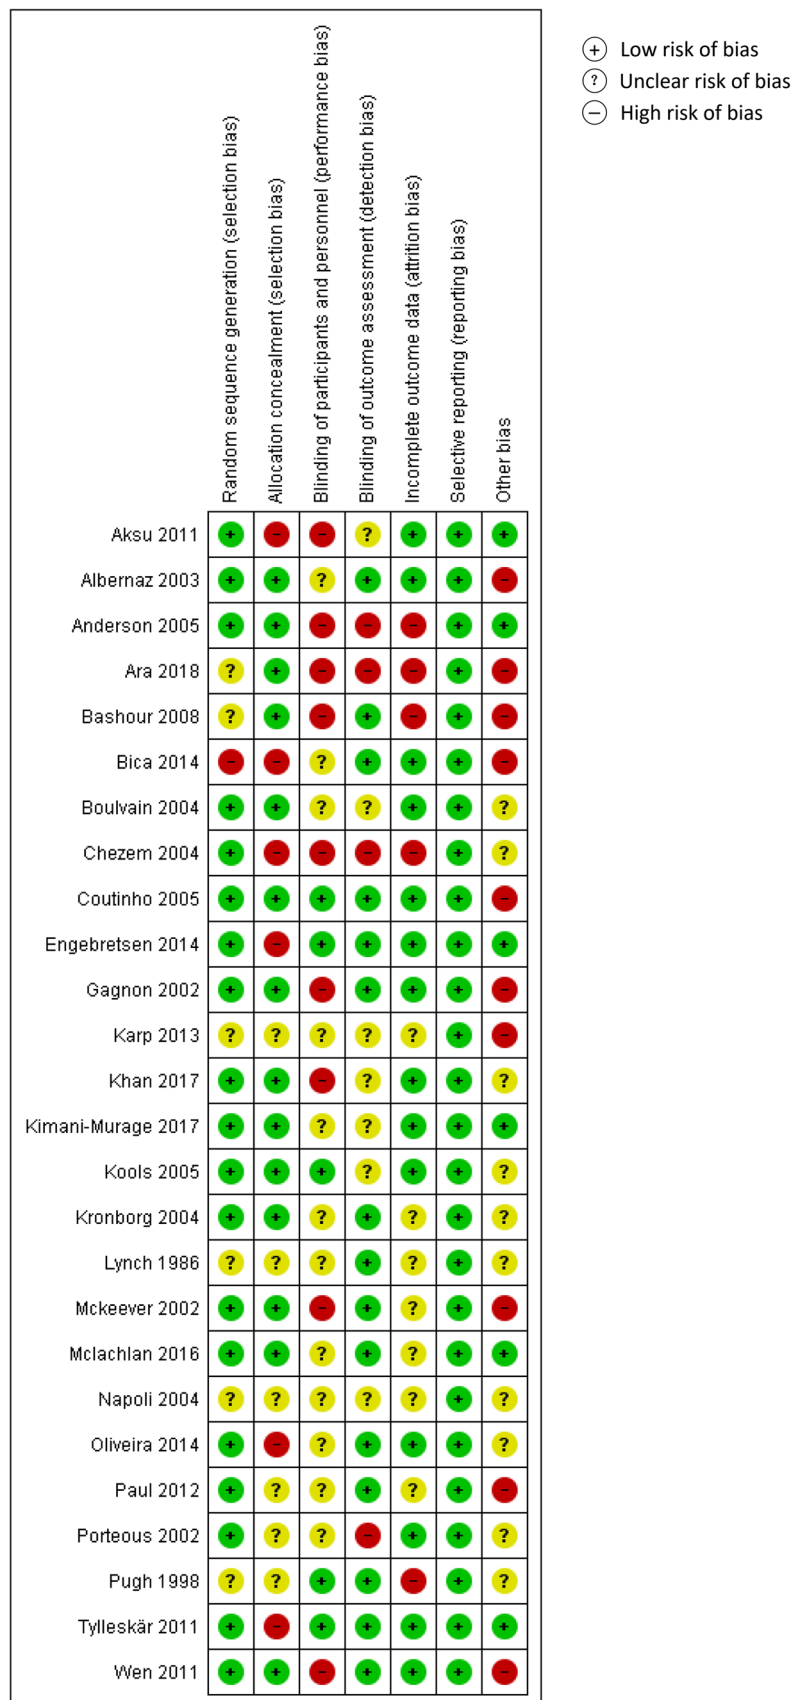 + Low risk of bias
? Unclear risk of bias
− High risk of bias
Random sequence generation (selection bias)
Allocation concealment (selection bias)
Blinding of participants and personnel (performance bias)
Blinding of outcome assessment (detection bias)
Incomplete outcome data (attrition bias)
Selective reporting (reporting bias)
Other bias
Aksu 2011 + − − ? + + +
Albernaz 2003 + + ? + + + −
Anderson 2005 + + − − − + +
Ara 2018 ? + − − − + −
Bashour 2008 ? + − + − + −
Bica 2014 − − ? + + + −
Boulvain 2004 + + ? ? + + ?
Chezem 2004 + − − − − + ?
Coutinho 2005 + + + + + + −
Engebretsen 2014 + − + + + + +
Gagnon 2002 + + − + + + −
Karp 2013 ? ? ? ? ? + −
Khan 2017 + + − ? + + ?
Kimani-Murage 2017 + + ? ? + + +
Kools 2005 + + + ? + + ?
Kronborg 2004 + + ? + ? + ?
Lynch 1986 ? ? ? + ? + ?
Mckeever 2002 + + − + ? + −
Mclachlan 2016 + + ? + ? + +
Napoli 2004 ? ? ? ? ? + ?
Oliveira 2014 + − ? + + + ?
Paul 2012 + ? ? + ? + −
Porteous 2002 + ? ? − + + ?
Pugh 1998 ? ? + + − + ?
Tylleskär 2011 + − + + + + +
Wen 2011 + + − + + + −